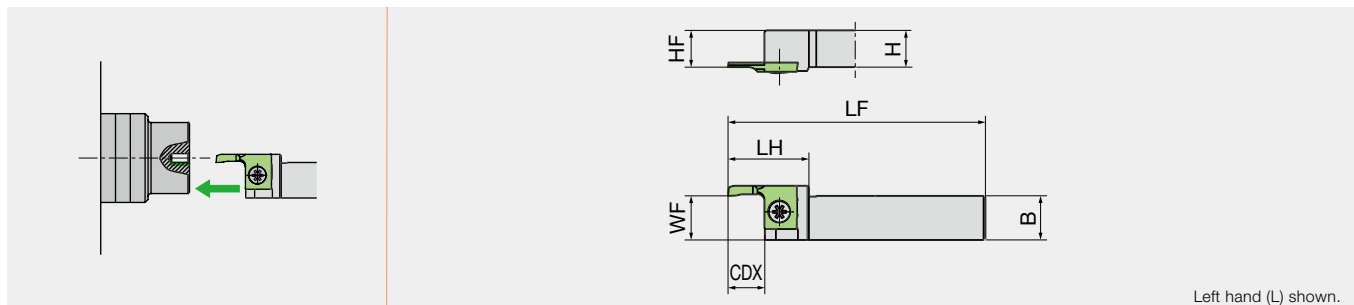 HF
H
LF
LH
WF
B
CDX
Left hand (L) shown.